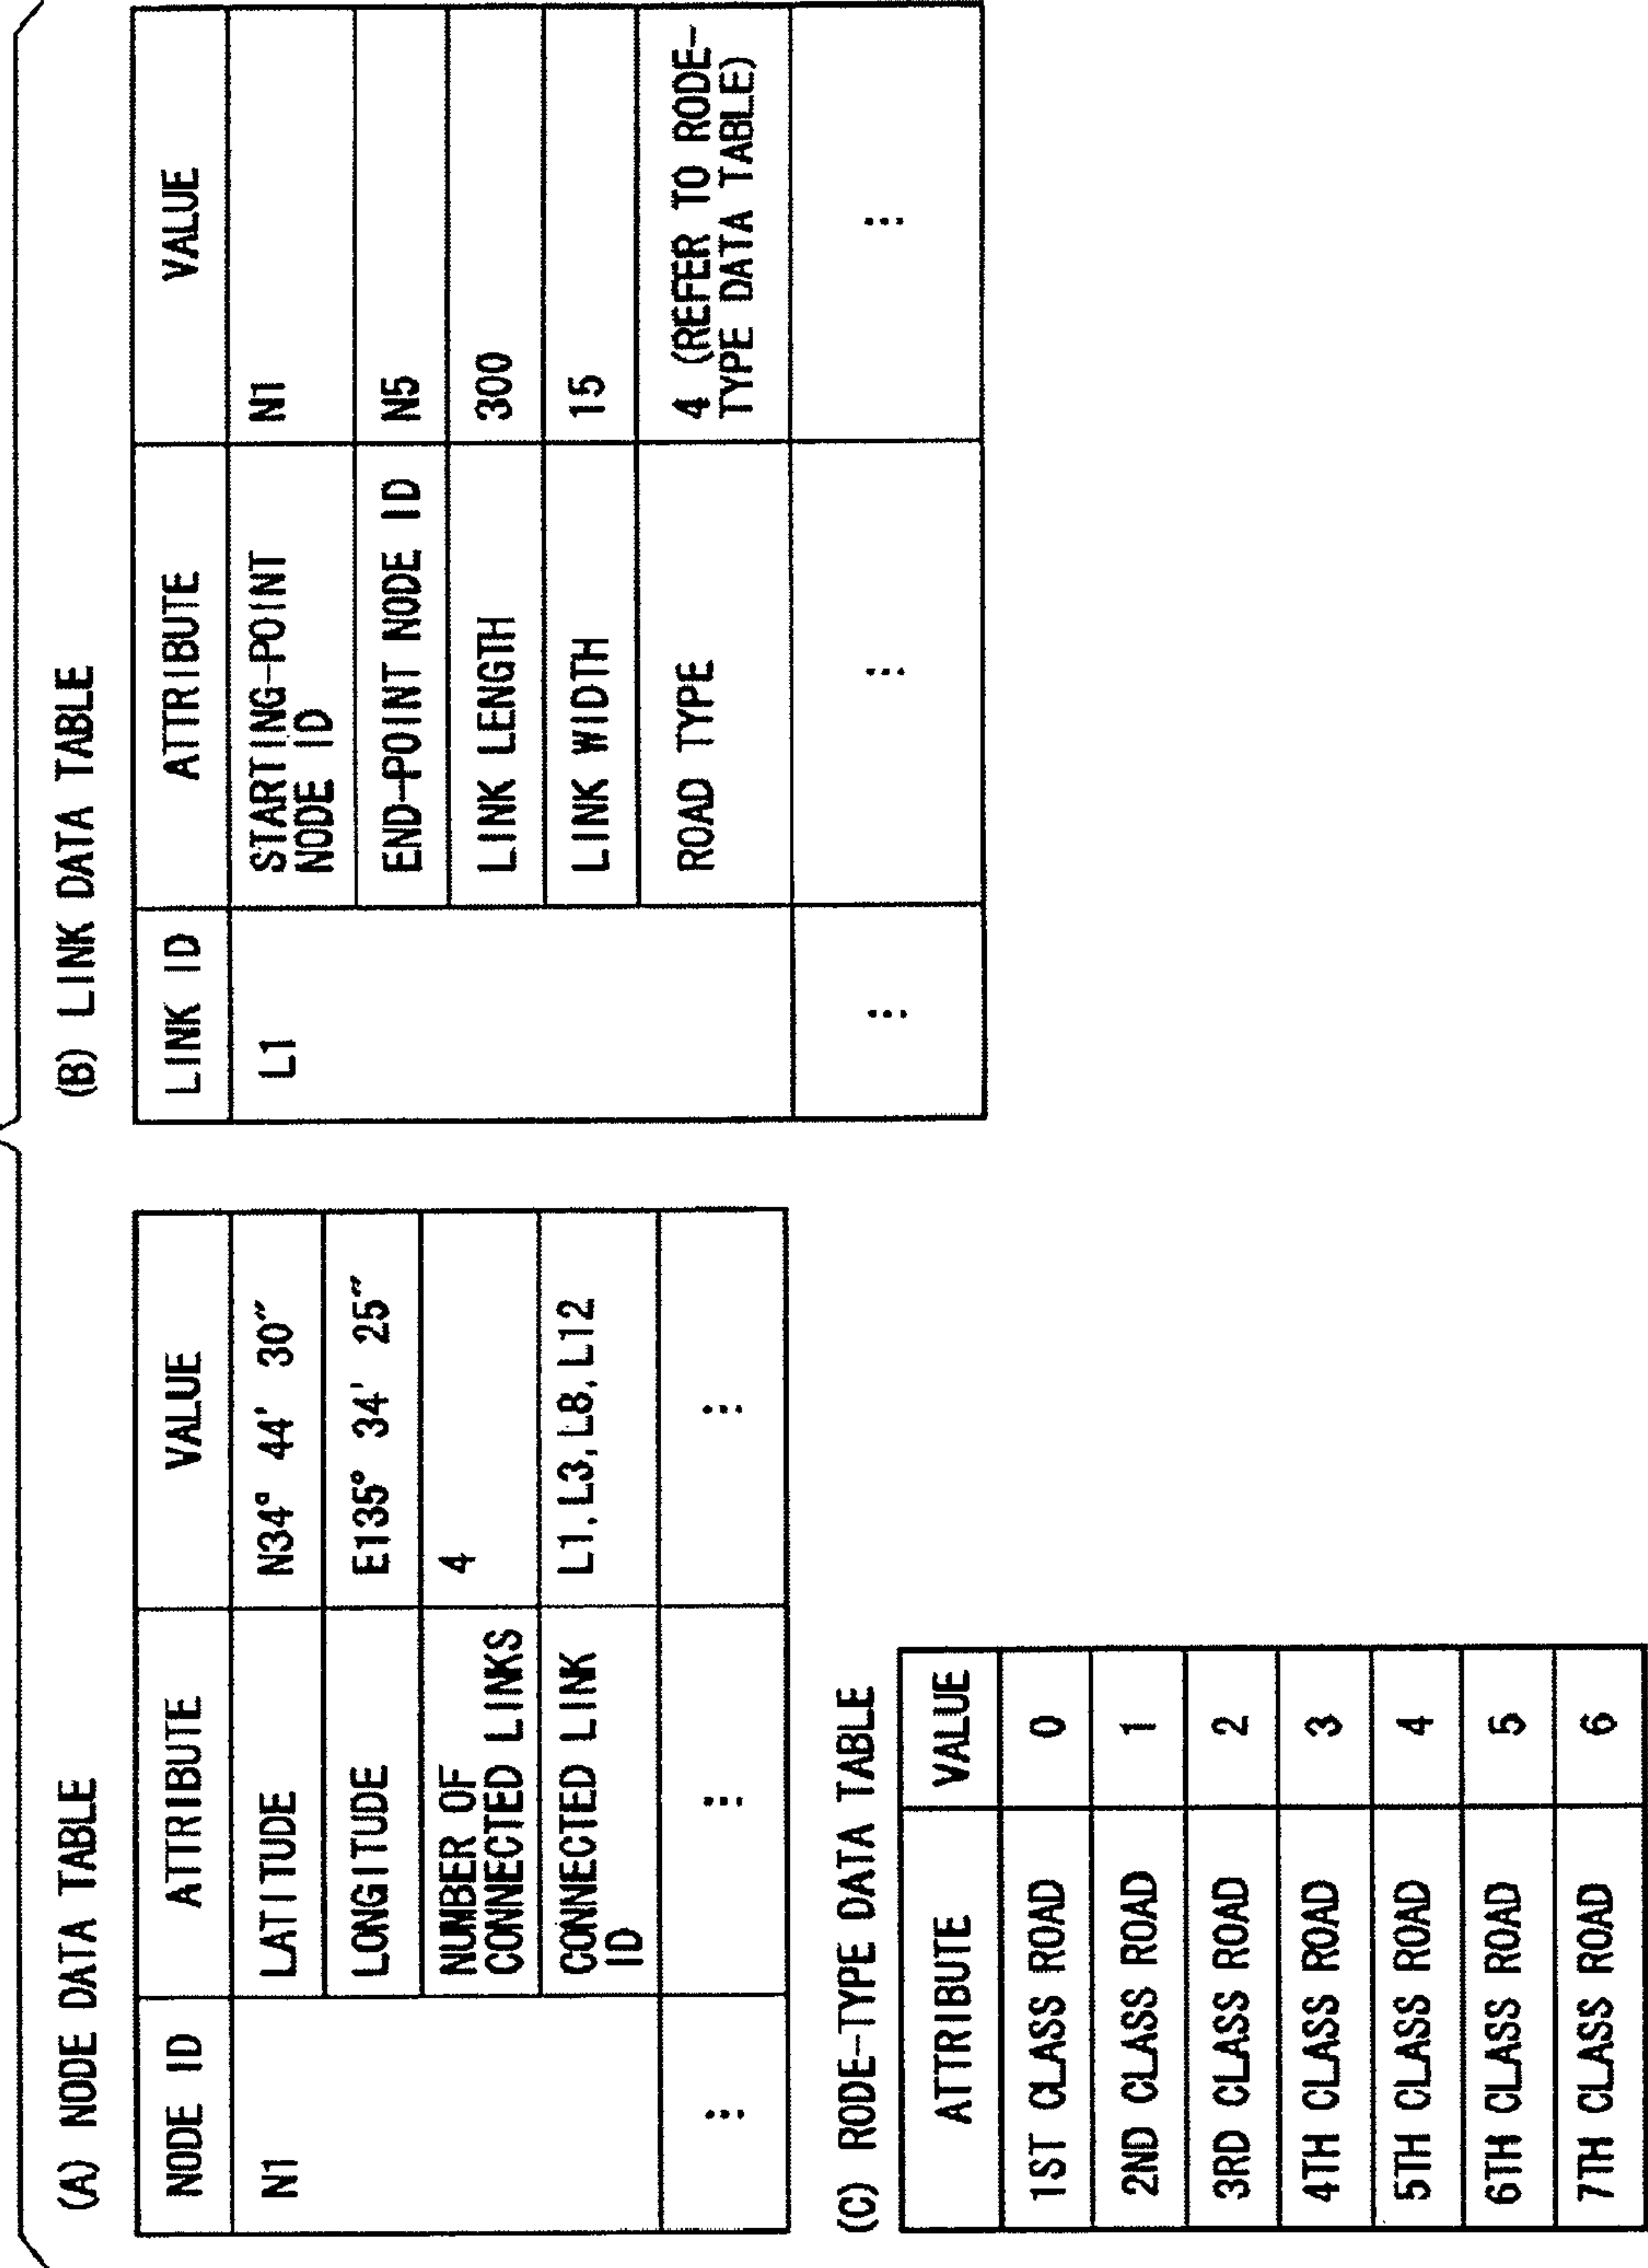 (A) NODE DATA TABLE
NODE ID ATTRIBUTE VALUE
N1 LATITUDE N34° 44' 30"
LONGITUDE E135° 34' 25"
NUMBER OF
CONNECTED LINKS 4
CONNECTED LINK
ID L1, L3, L8, L12
⋮ ⋮ ⋮
(B) LINK DATA TABLE
LINK ID ATTRIBUTE VALUE
L1 STARTING-POINT
NODE ID N1
END-POINT NODE ID N5
LINK LENGTH 300
LINK WIDTH 15
ROAD TYPE 4 (REFER TO RODE-
TYPE DATA TABLE)
⋮ ⋮ ⋮
(C) RODE-TYPE DATA TABLE
ATTRIBUTE VALUE
1ST CLASS ROAD 0
2ND CLASS ROAD 1
3RD CLASS ROAD 2
4TH CLASS ROAD 3
5TH CLASS ROAD 4
6TH CLASS ROAD 5
7TH CLASS ROAD 6